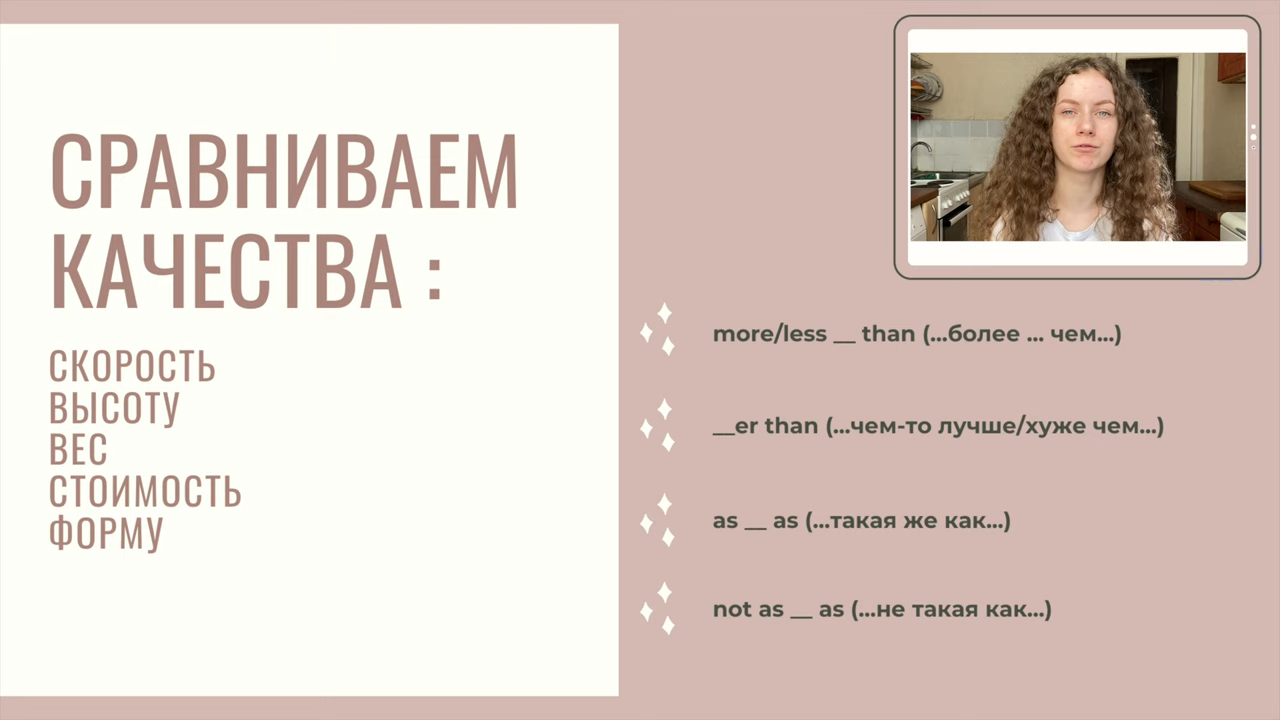 СРАВНИВАЕМ
КАЧЕСТВА :
СКОРОСТЬ
ВЫСОТУ
ВЕС
СТОИМОСТЬ
ФОРМУ
more/less __ than (...более ... чем...)
__er than (...чем-то лучше/хуже чем...)
as __ as (...такая же как...)
not as __ as (...не такая как...)